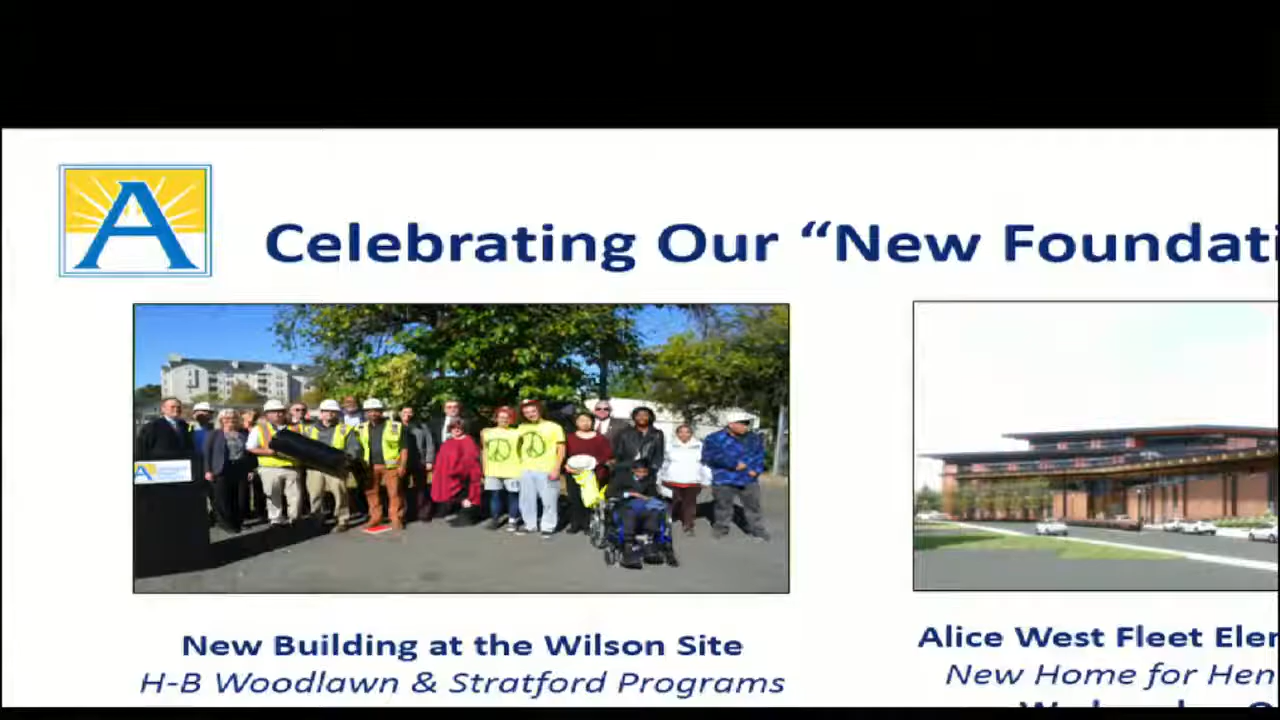 A
Celebrating Our “New Foundati
New Building at the Wilson Site
H-B Woodlawn & Stratford Programs
Alice West Fleet Elem
New Home for Hen